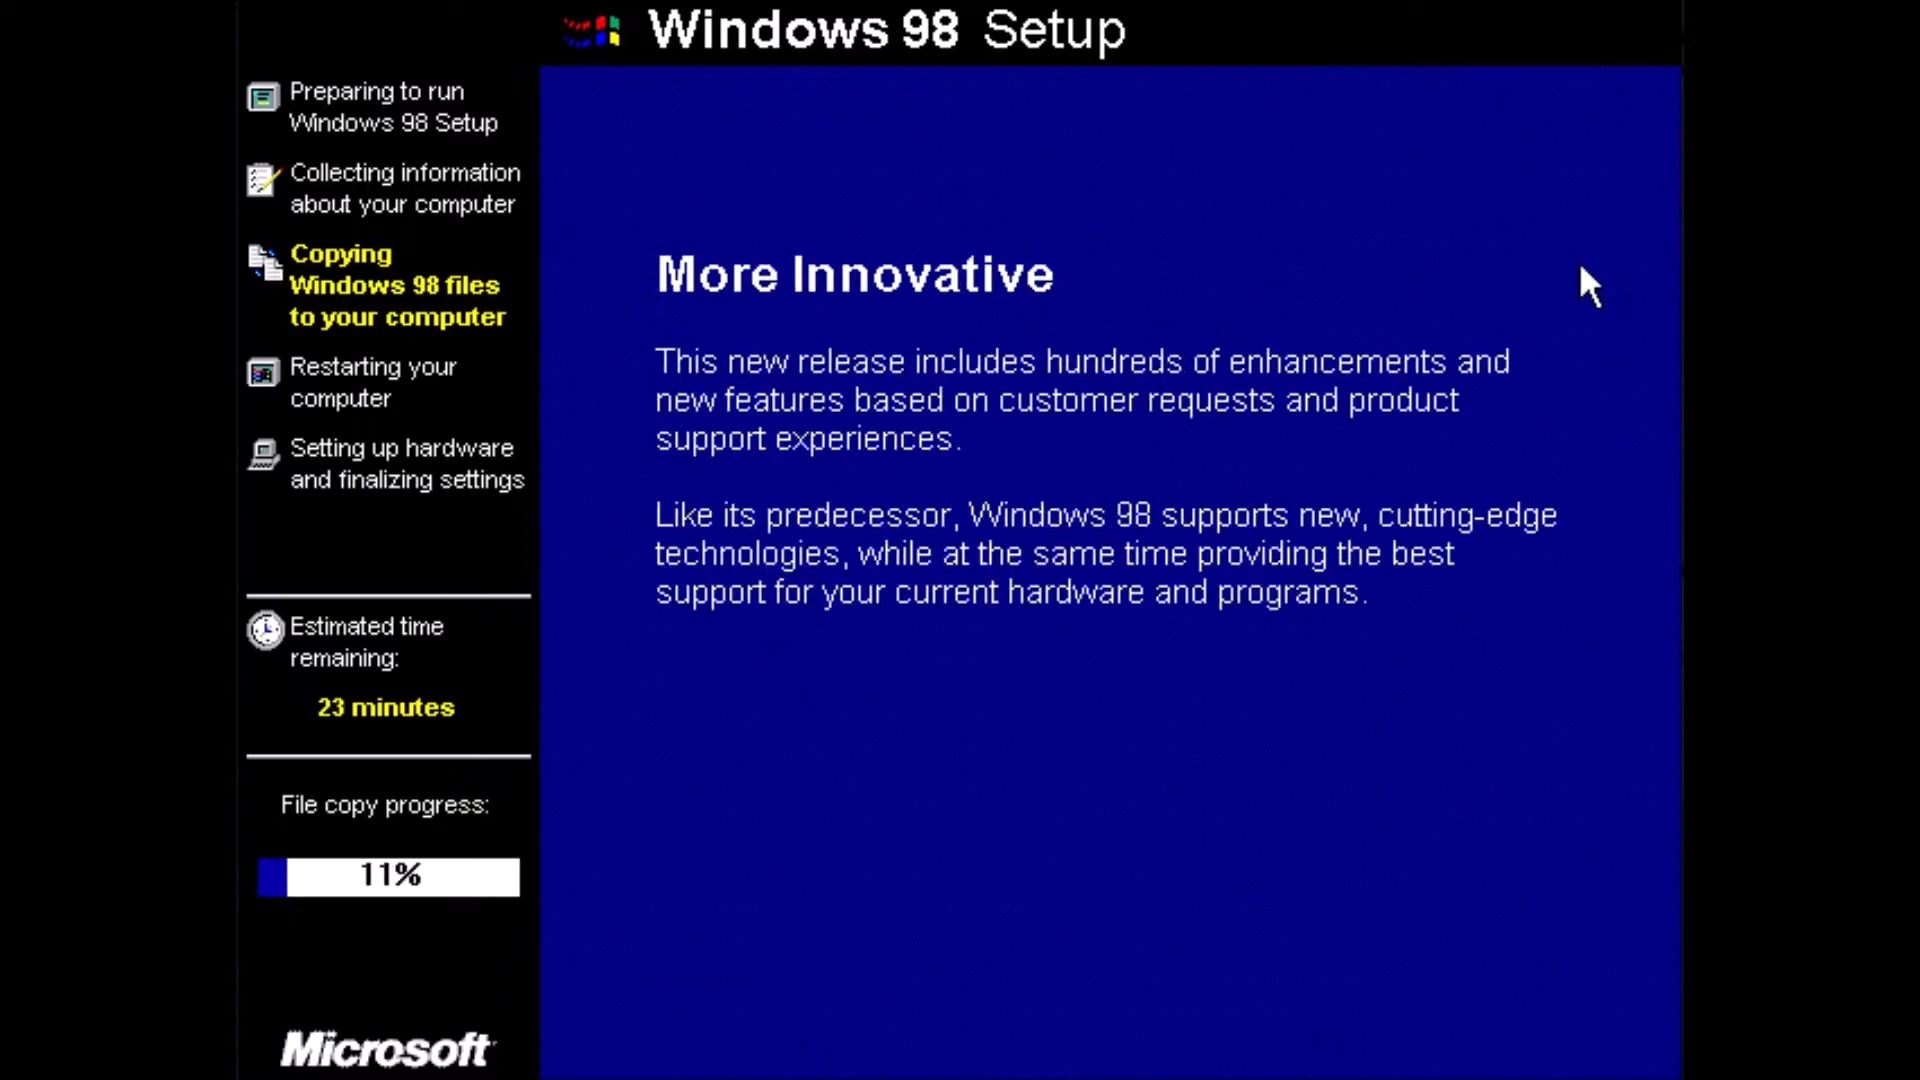 Windows 98 Setup
Preparing to run
Windows 98 Setup
Collecting information
about your computer
Copying
Windows 98 files
to your computer
Restarting your
computer
Setting up hardware
and finalizing settings
Estimated time
remaining:
23 minutes
File copy progress:
11%
Microsoft
More Innovative
This new release includes hundreds of enhancements and
new features based on customer requests and product
support experiences.
Like its predecessor, Windows 98 supports new, cutting-edge
technologies, while at the same time providing the best
support for your current hardware and programs.